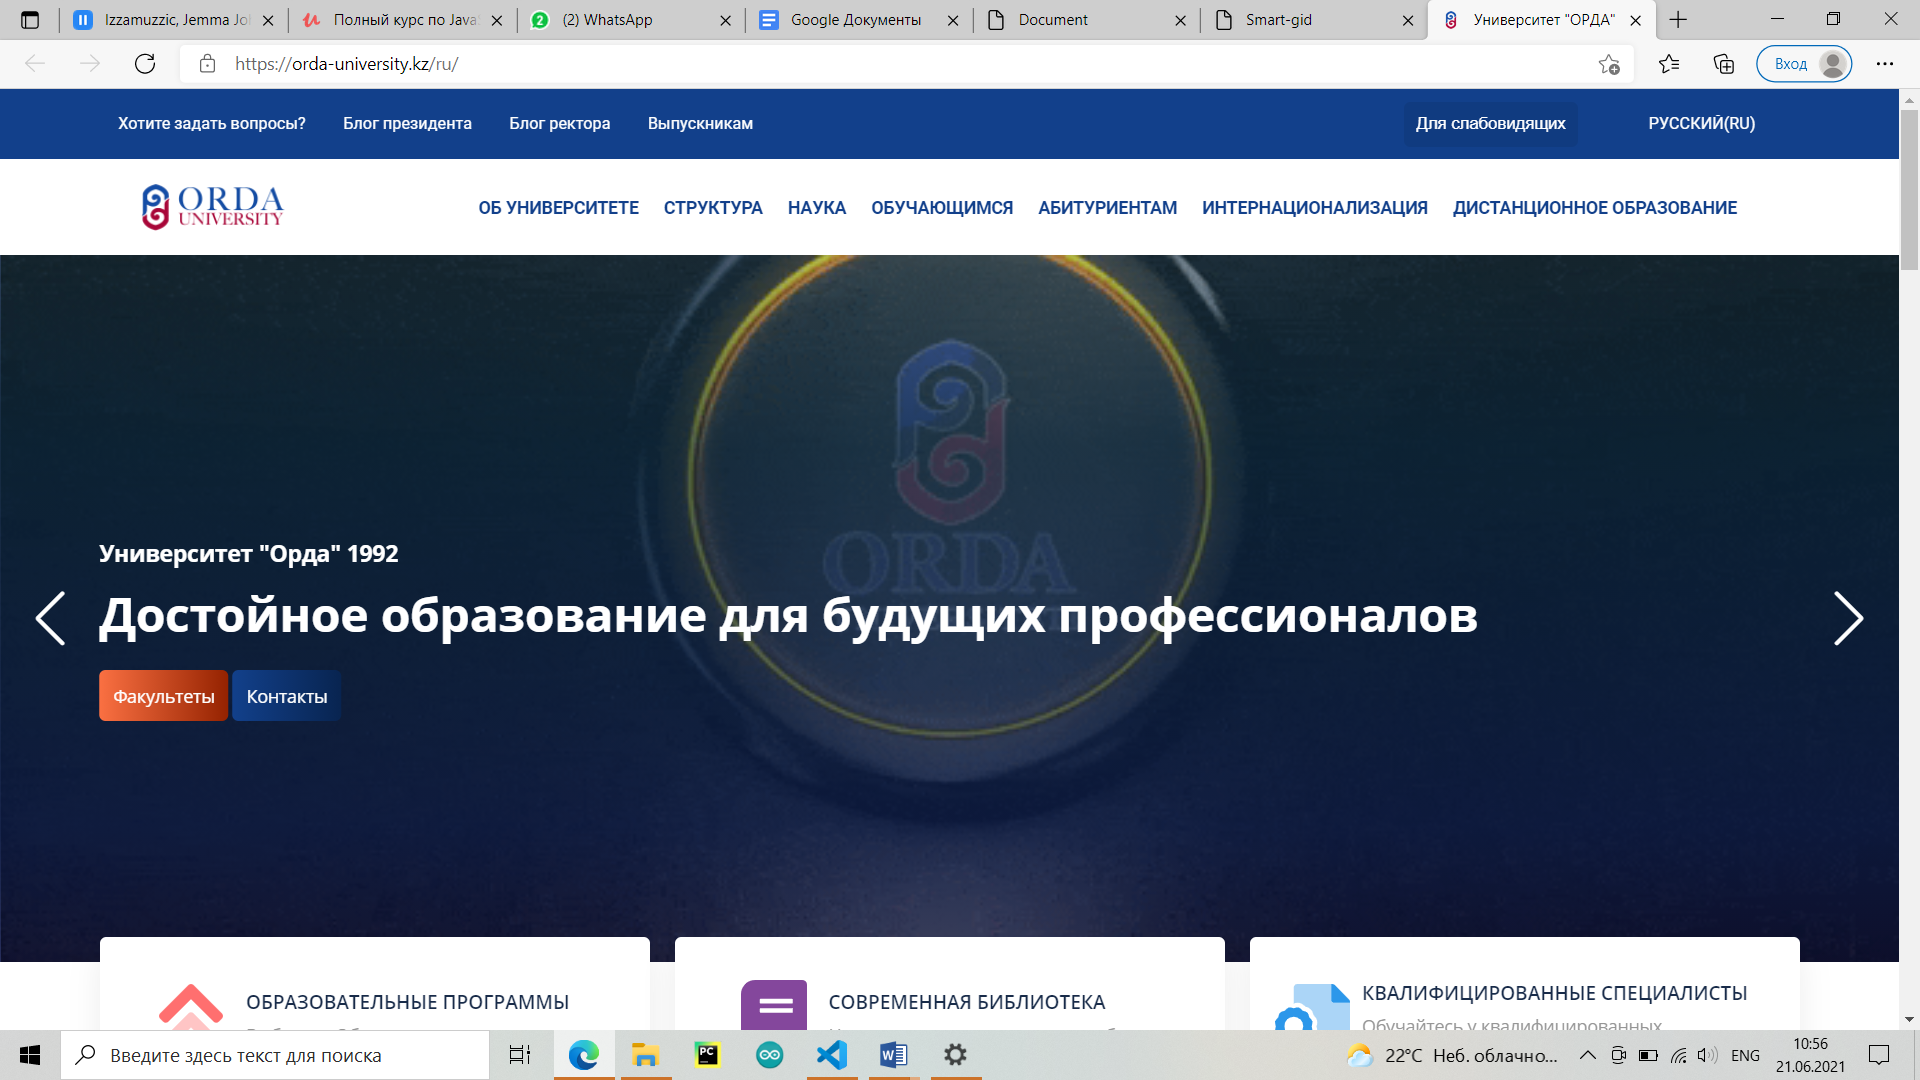 Izzamuzzic, Jemma Jol
Полный курс по JavaS
(2) WhatsApp
Google Документы
Document
Smart-gid
Университет "ОРДА"
https://orda-university.kz/ru/
Вход
Хотите задать вопросы?
Блог президента
Блог ректора
Выпускникам
Для слабовидящих
РУССКИЙ(RU)
ORDA
UNIVERSITY
ОБ УНИВЕРСИТЕТЕ
СТРУКТУРА
НАУКА
ОБУЧАЮЩИМСЯ
АБИТУРИЕНТАМ
ИНТЕРНАЦИОНАЛИЗАЦИЯ
ДИСТАНЦИОННОЕ ОБРАЗОВАНИЕ
ORDA
Университет "Орда" 1992
Достойное образование для будущих профессионалов
Факультеты
Контакты
ОБРАЗОВАТЕЛЬНЫЕ ПРОГРАММЫ
СОВРЕМЕННАЯ БИБЛИОТЕКА
КВАЛИФИЦИРОВАННЫЕ СПЕЦИАЛИСТЫ
Обучайтесь у квалифицированных
Введите здесь текст для поиска
PC
22°C Неб. облачно...
ENG
10:56
21.06.2021